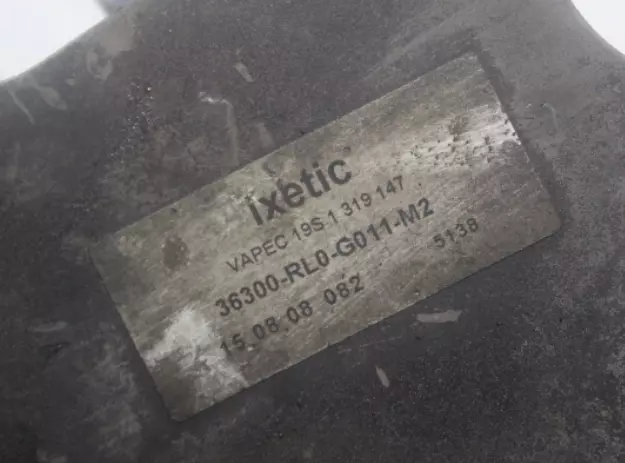 ixetic
VAPEC 19S 1 319 147
36300-RL0-G011-M2
15.08.08 082 5138